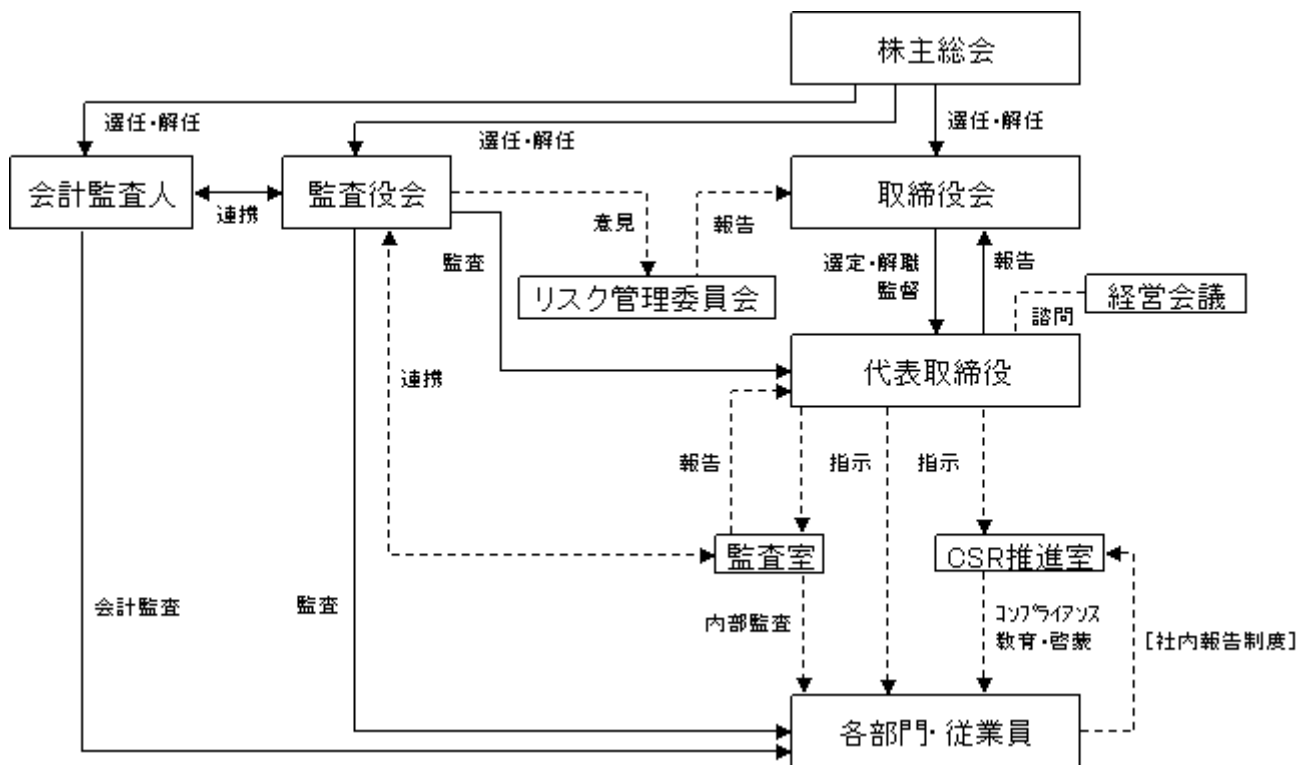 株主総会
選任・解任
選任・解任
選任・解任
会計監査人
連携
監査役会
取締役会
意見
報告
監査
選定・解職
監督
報告
リスク管理委員会
経営会議
諮問
代表取締役
連携
報告
指示
指示
監査室
CSR推進室
会計監査
監査
内部監査
コンプライアンス
教育・啓蒙
[社内報告制度]
各部門・従業員